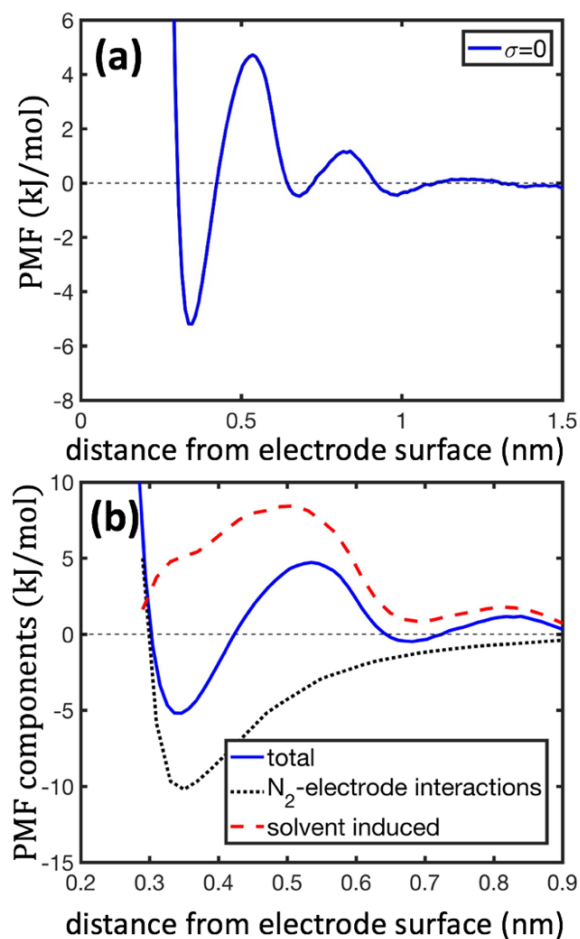 (a)
σ=0
PMF (kJ/mol)
6
4
2
0
-2
-4
-6
-8
0
0.5
1
1.5
distance from electrode surface (nm)
(b)
PMF components (kJ/mol)
10
5
0
-5
-10
-15
total
N₂-electrode interactions
solvent induced
0.2
0.3
0.4
0.5
0.6
0.7
0.8
0.9
distance from electrode surface (nm)